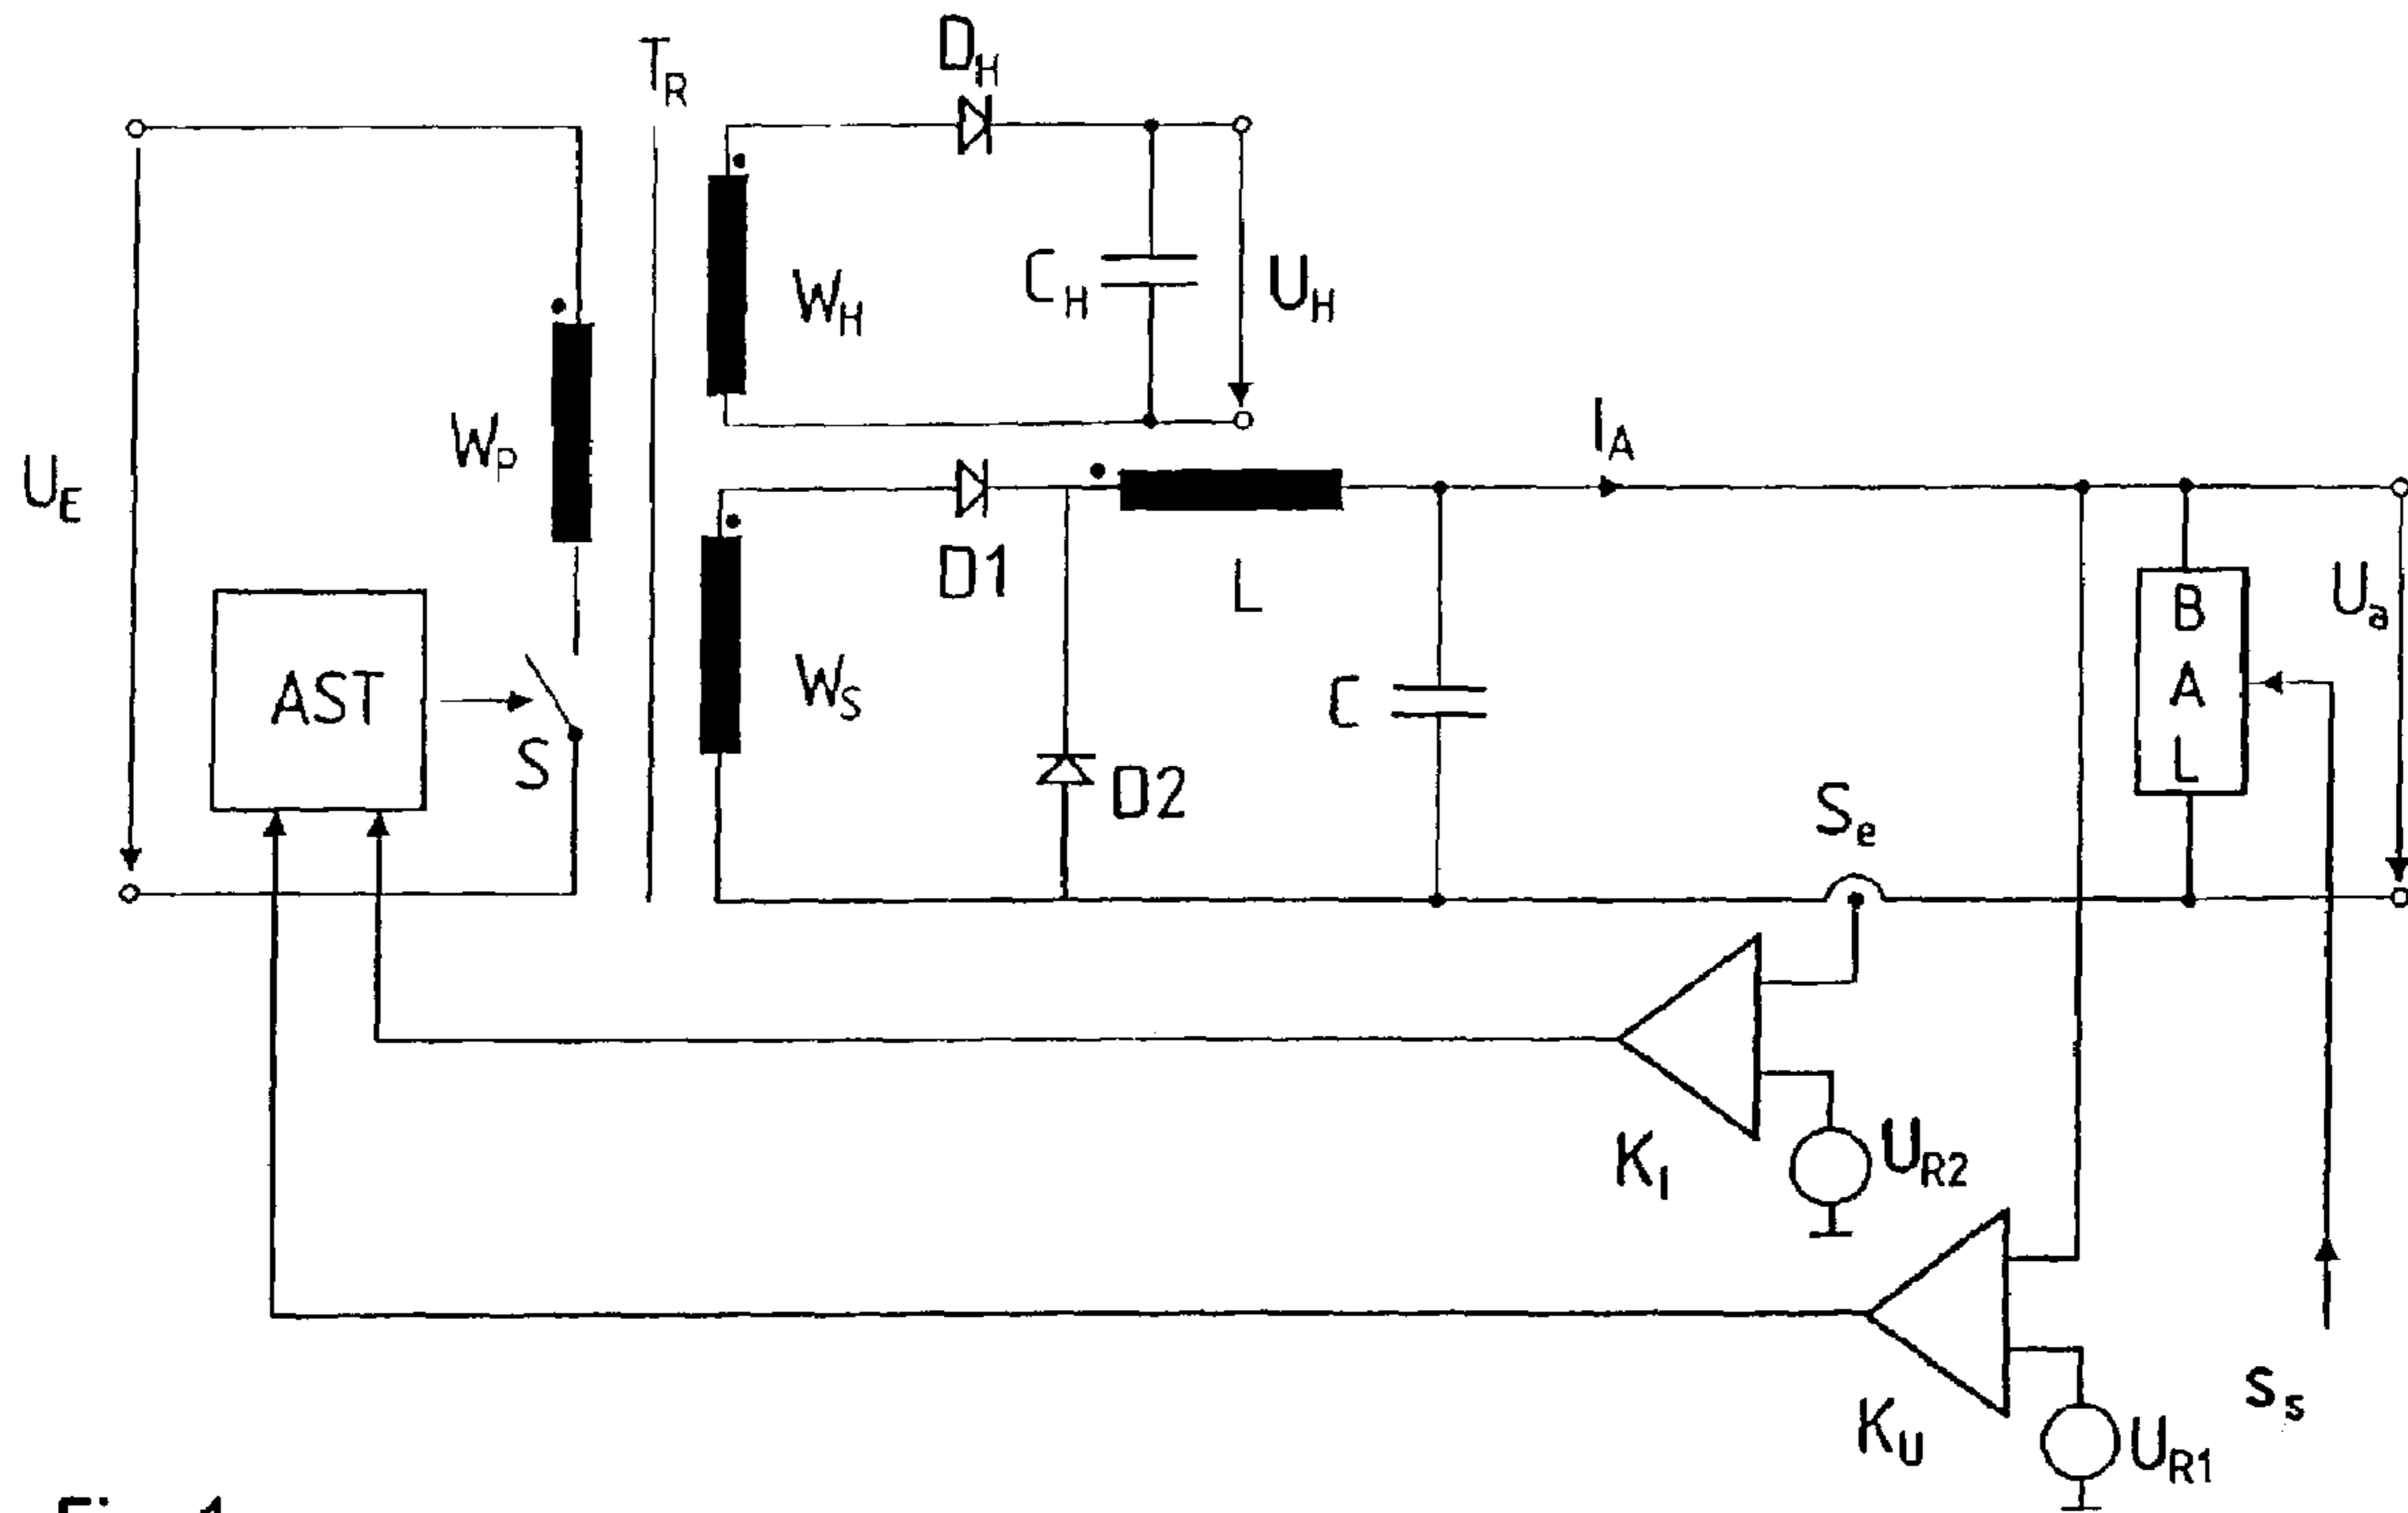 T_R
D_H
U_E
W_P
W_H
C_H
U_H
I_A
D1
L
AST
S
W_S
D2
C
S_e
B
A
L
U_a
K_I
U_R2
K_U
U_R1
s_s